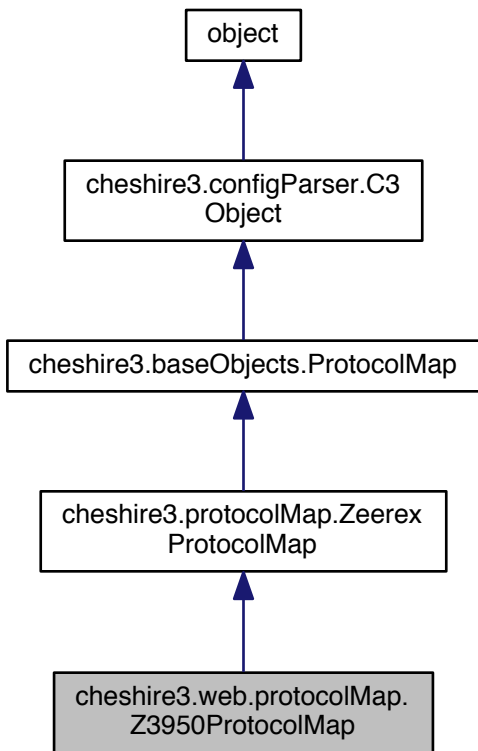 object
cheshire3.configParser.C3
Object
cheshire3.baseObjects.ProtocolMap
cheshire3.protocolMap.Zeerex
ProtocolMap
cheshire3.web.protocolMap.
Z3950ProtocolMap